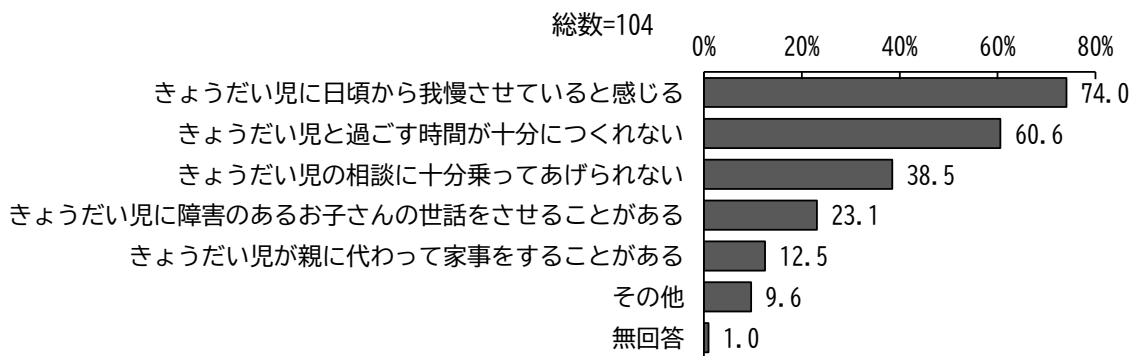 総数=104
0% 20% 40% 60% 80%
きょうだい児に日頃から我慢させていると感じる 74.0
きょうだい児と過ごす時間が十分につくれない 60.6
きょうだい児の相談に十分乗ってあげられない 38.5
きょうだい児に障害のあるお子さんの世話をさせることがある 23.1
きょうだい児が親に代わって家事をすることがある 12.5
その他 9.6
無回答 1.0